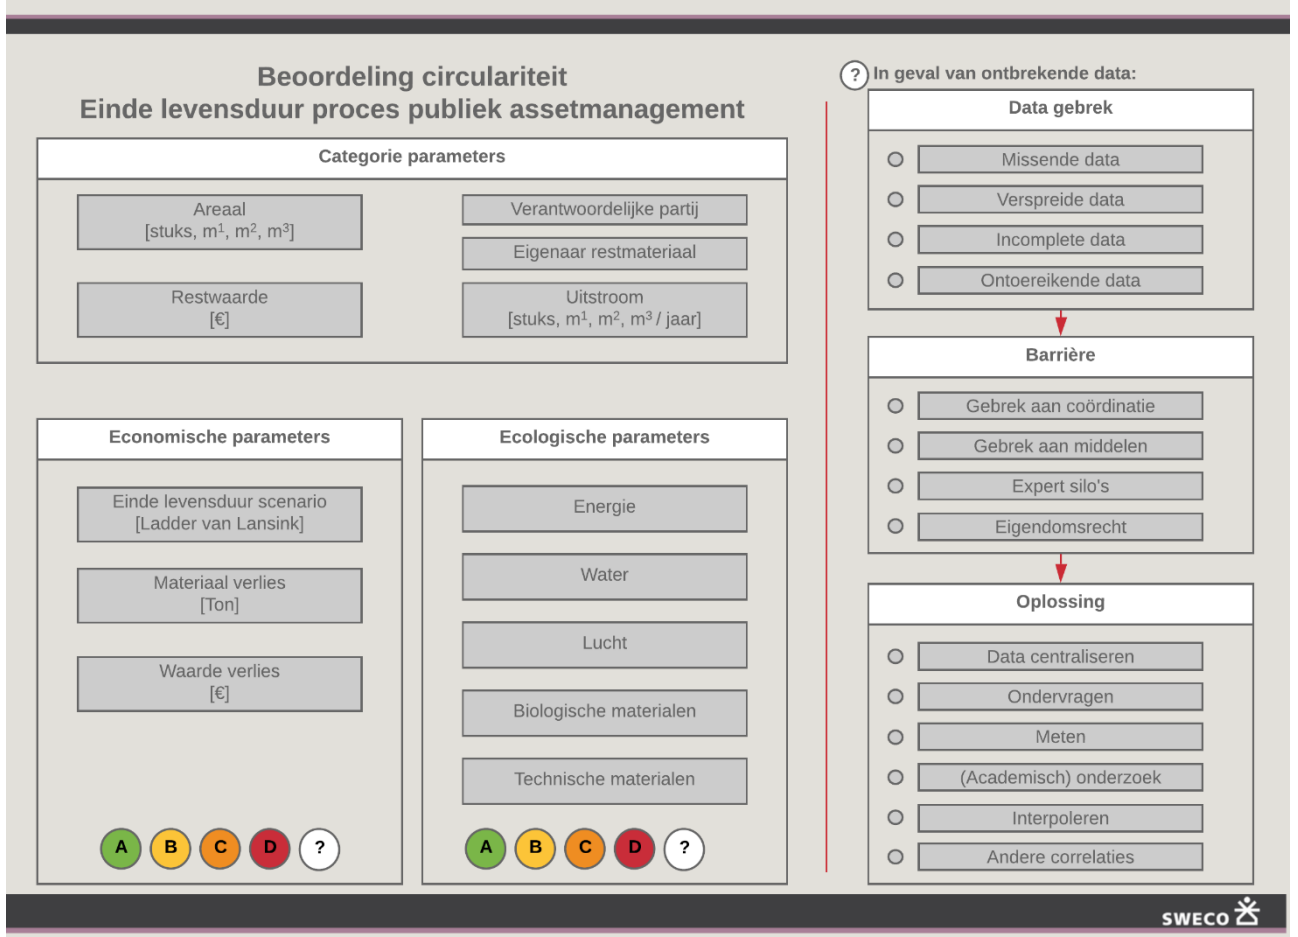 Beoordeling circulariteit
Einde levensduur proces publiek assetmanagement
Categorie parameters
Areaal
[stuks, m¹, m², m³]
Restwaarde
[€]
Verantwoordelijke partij
Eigenaar restmateriaal
Uitstroom
[stuks, m¹, m², m³ / jaar]
Economische parameters
Einde levensduur scenario
[Ladder van Lansink]
Materiaal verlies
[Ton]
Waarde verlies
[€]
A B C D ?
Ecologische parameters
Energie
Water
Lucht
Biologische materialen
Technische materialen
A B C D ?
? In geval van ontbrekende data:
Data gebrek
Missende data
Verspreide data
Incomplete data
Ontoereikende data
Barrière
Gebrek aan coördinatie
Gebrek aan middelen
Expert silo's
Eigendomsrecht
Oplossing
Data centraliseren
Ondervragen
Meten
(Academisch) onderzoek
Interpoleren
Andere correlaties
SWECO